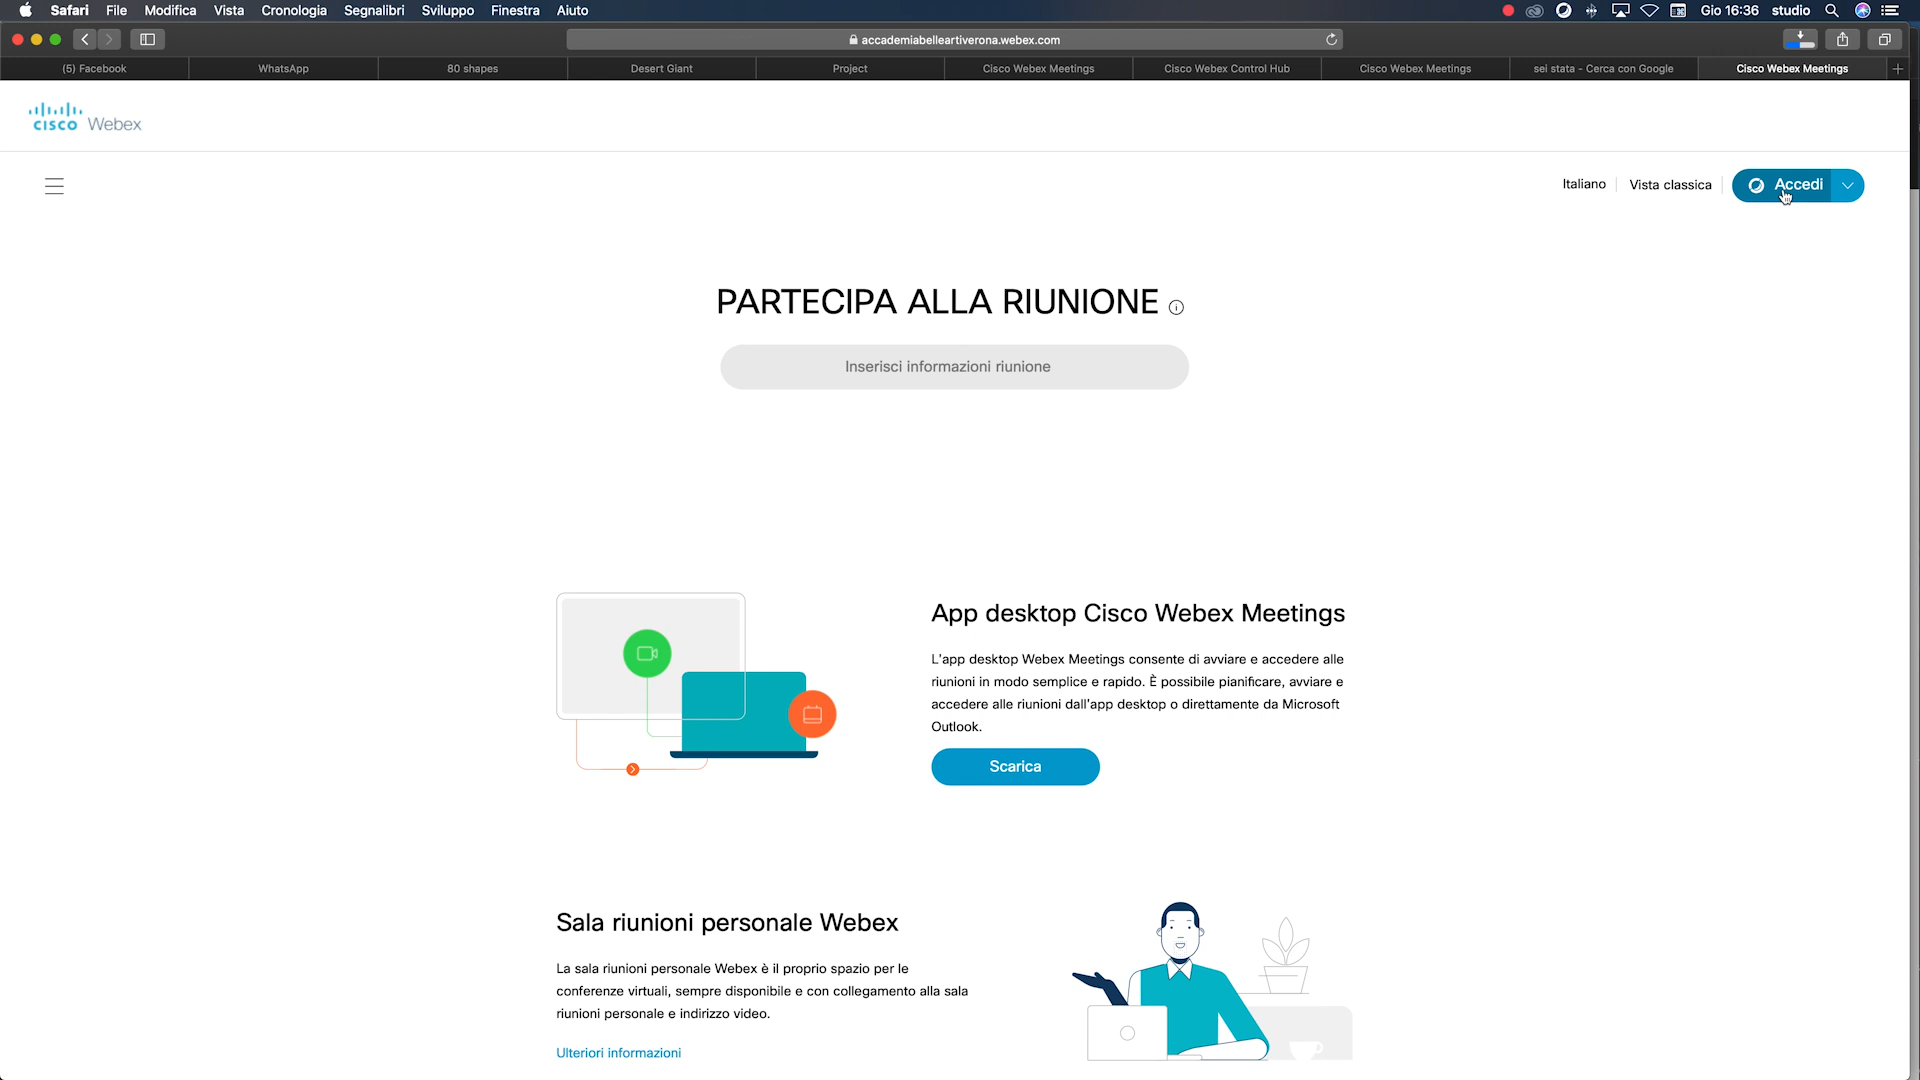 Safari File Modifica Vista Cronologia Segnalibri Sviluppo Finestra Aiuto Gio 16:36 studio
accademiabelleartiverona.webex.com
(5) Facebook WhatsApp 80 shapes Desert Giant Project Cisco Webex Meetings Cisco Webex Control Hub Cisco Webex Meetings sei stata - Cerca con Google Cisco Webex Meetings
CISCO Webex
Italiano Vista classica Accedi
PARTECIPA ALLA RIUNIONE
Inserisci informazioni riunione
App desktop Cisco Webex Meetings
L'app desktop Webex Meetings consente di avviare e accedere alle
riunioni in modo semplice e rapido. È possibile pianificare, avviare e
accedere alle riunioni dall'app desktop o direttamente da Microsoft
Outlook.
Scarica
Sala riunioni personale Webex
La sala riunioni personale Webex è il proprio spazio per le
conferenze virtuali, sempre disponibile e con collegamento alla sala
riunioni personale e indirizzo video.
Ulteriori informazioni